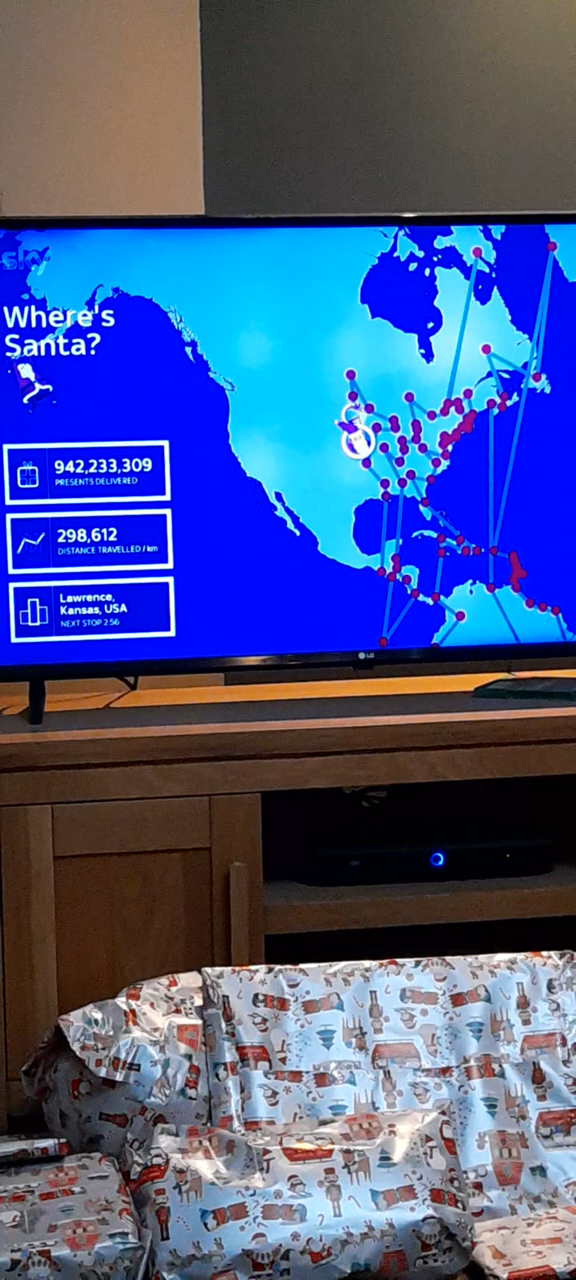 sky
Where's
Santa?
942,233,309
PRESENTS DELIVERED
298,612
DISTANCE TRAVELLED / km
Lawrence,
Kansas, USA
NEXT STOP 2:56
LG